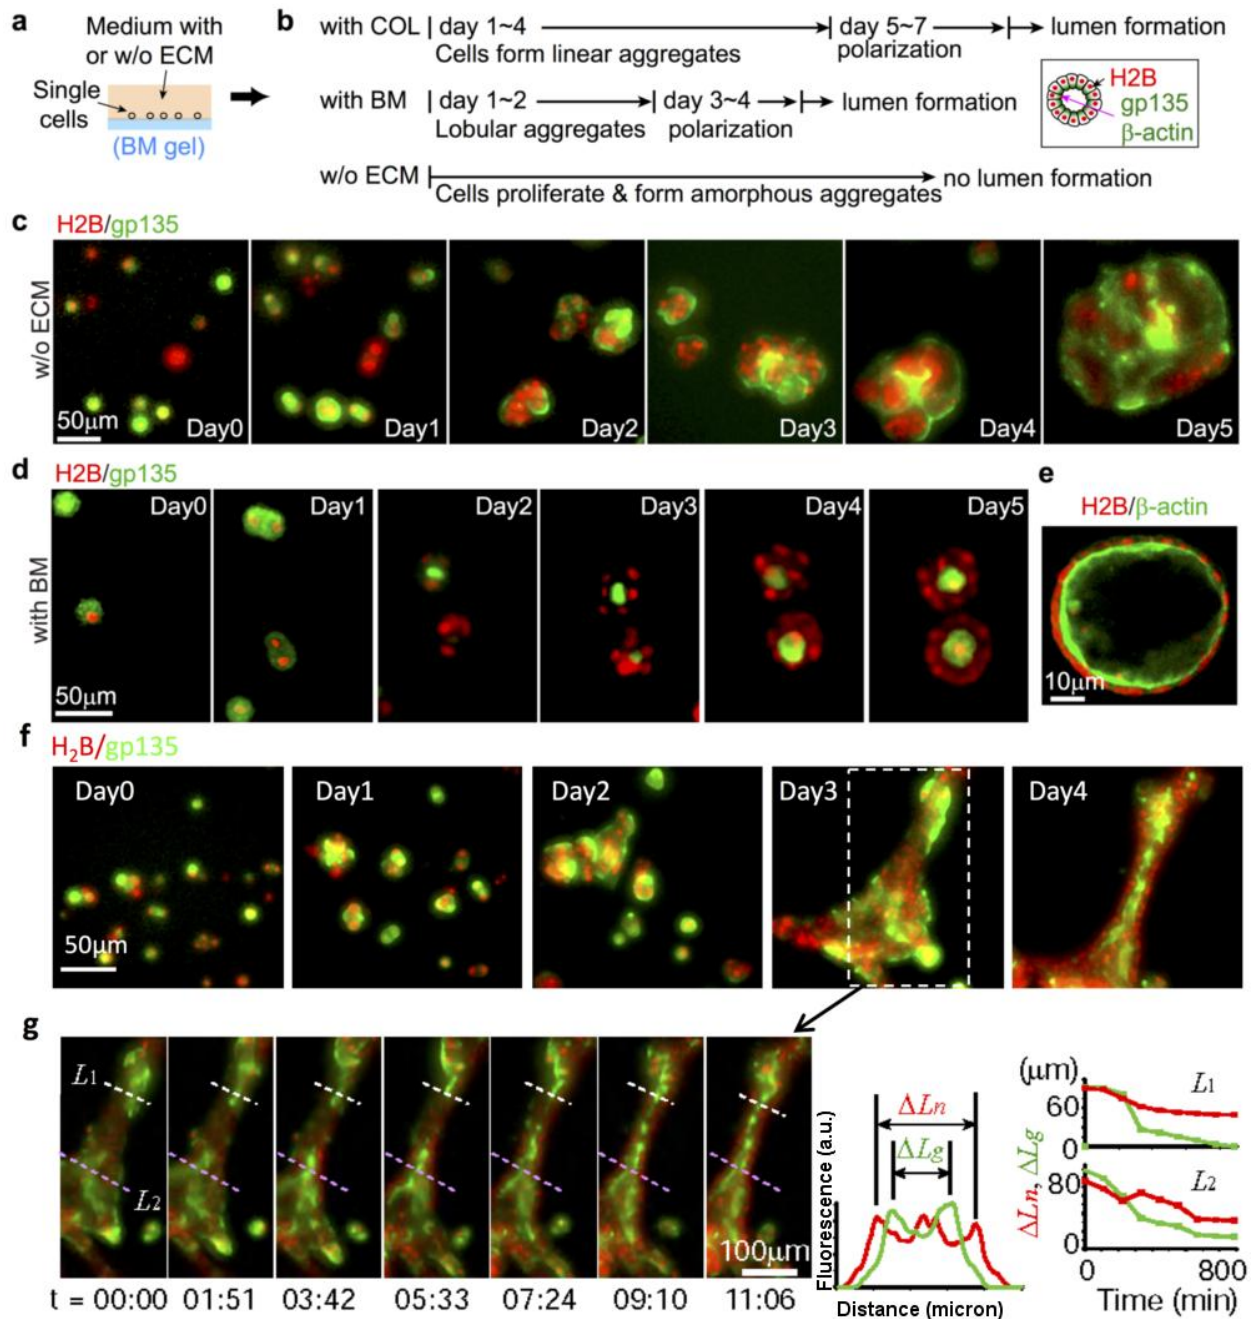 a
Medium with
or w/o ECM
Single
cells
(BM gel)
b
with COL
day 1~4
day 5~7
lumen formation
Cells form linear aggregates
polarization
with BM
day 1~2
day 3~4
lumen formation
Lobular aggregates
polarization
H2B
gp135
β-actin
w/o ECM
no lumen formation
Cells proliferate & form amorphous aggregates
c
H2B/gp135
w/o ECM
50μm
Day0
Day1
Day2
Day3
Day4
Day5
d
H2B/gp135
with BM
Day0
Day1
Day2
Day3
Day4
Day5
50μm
e
H2B/β-actin
10μm
f
H2B/gp135
Day0
Day1
Day2
Day3
Day4
50μm
g
L1
L2
100μm
t = 00:00
01:51
03:42
05:33
07:24
09:10
11:06
ΔLn
ΔLg
Fluorescence (a.u.)
Distance (micron)
(μm)
L1
60
0
L2
80
0
ΔLn, ΔLg
0
800
Time (min)